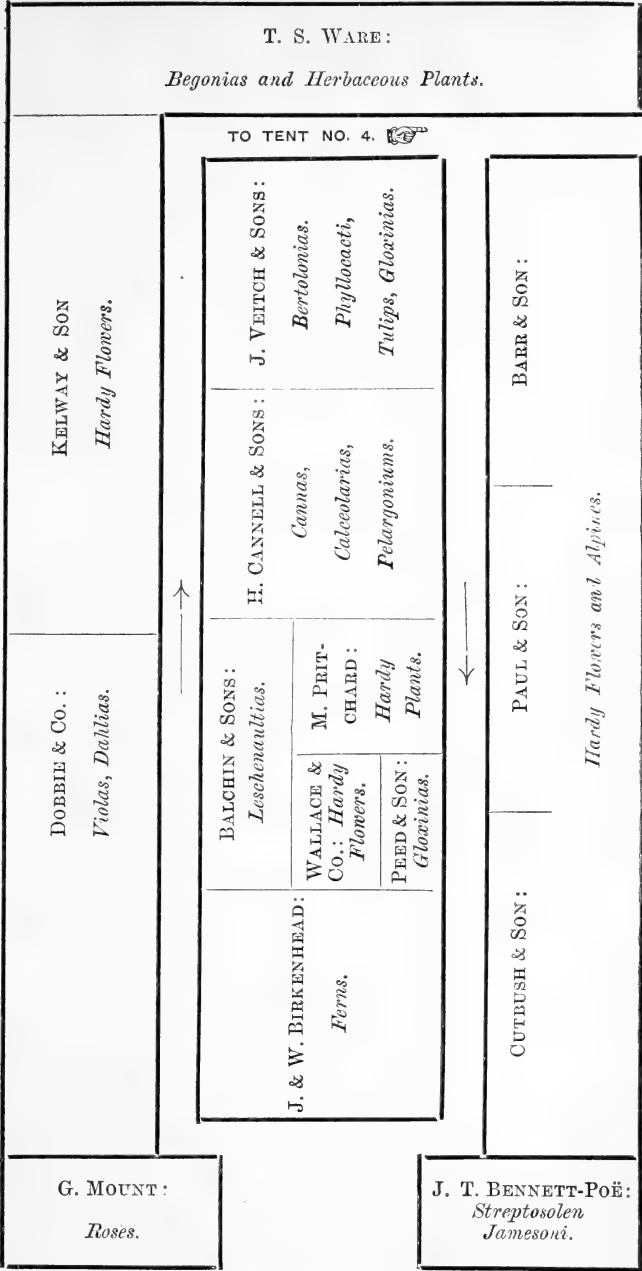 T. S. WARE:
Begonias and Herbaceous Plants.
TO TENT NO. 4.
KELWAY & SON
Hardy Flowers.
DOBBIE & CO.:
Violas, Dahlias.
J. VEITCH & SONS:
Bertolonias.
Phyllocacti,
Tulips, Gloxinias.
H. CANNELL & SONS:
Cannas,
Calceolarias,
Pelargoniums.
BALCHIN & SONS:
Leschenaultias.
M. PRIT-
CHARD:
Hardy
Plants.
WALLACE &
CO.: Hardy
Flowers.
PEED & SON:
Gloxinias.
J. & W. BIRKENHEAD:
Ferns.
BARR & SON:
PAUL & SON:
CUTBUSH & SON:
Hardy Flowers and Alpines.
G. MOUNT:
Roses.
J. T. BENNETT-POË:
Streptosolen
Jamesoni.